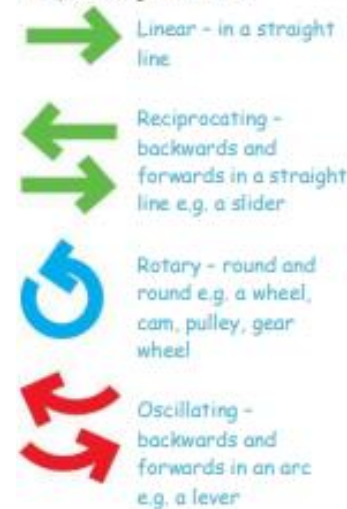 Linear – in a straight
line
Reciprocating –
backwards and
forwards in a straight
line e.g. a slider
Rotary – round and
round e.g. a wheel,
cam, pulley, gear
wheel
Oscillating –
backwards and
forwards in an arc
e.g. a lever